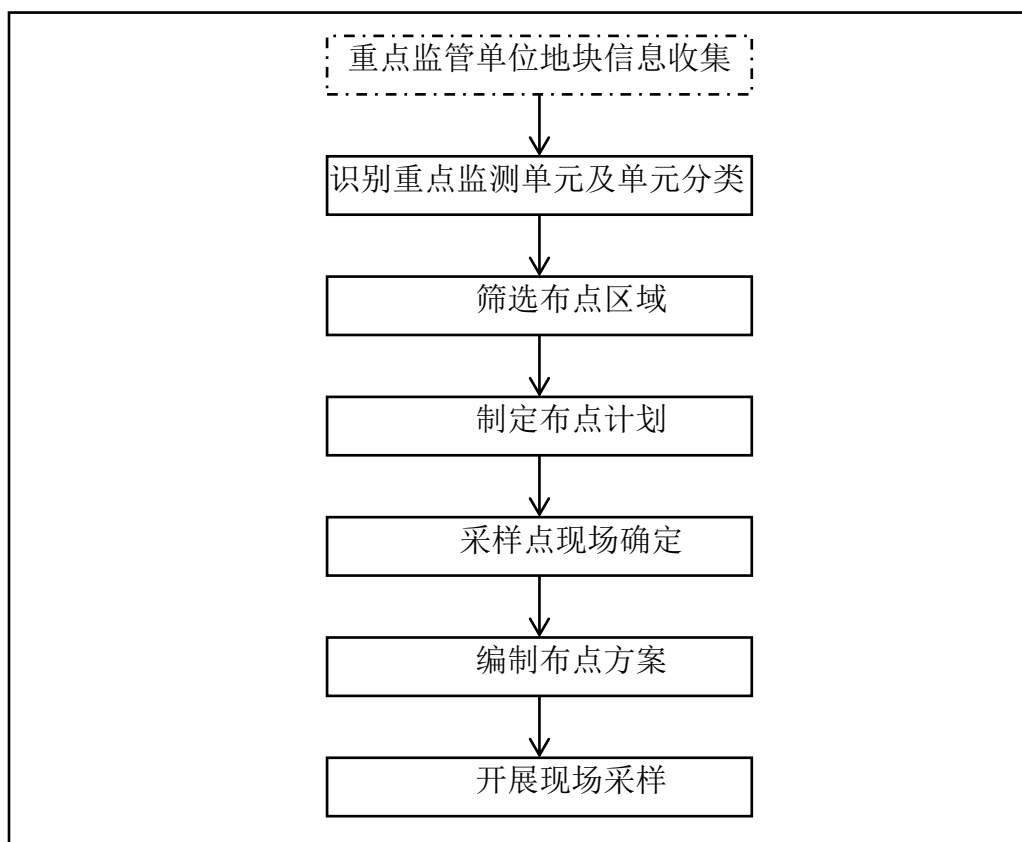 重点监管单位地块信息收集
识别重点监测单元及单元分类
筛选布点区域
制定布点计划
采样点现场确定
编制布点方案
开展现场采样